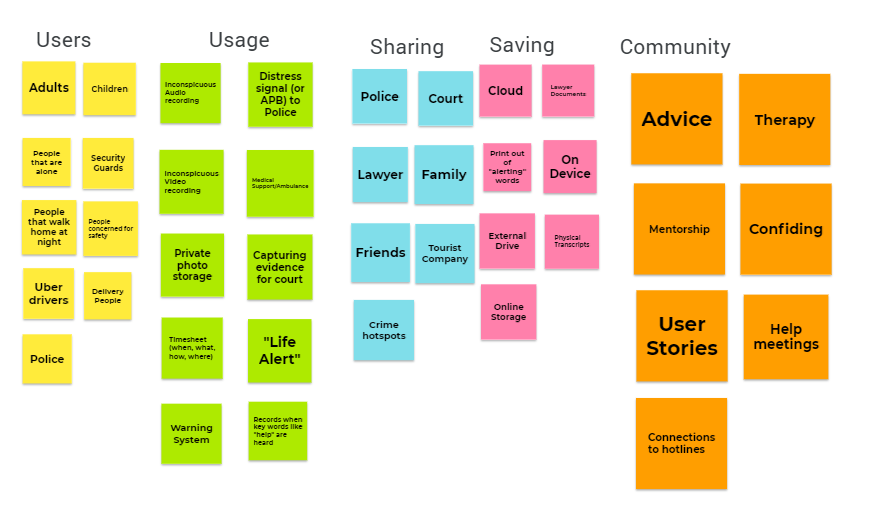 Users
Usage
Sharing
Saving
Community
Adults
Children
People
that are
alone
Security
Guards
People
that walk
home at
night
People
concerned for
safety
Uber
drivers
Delivery
People
Police
Inconspicuous
Audio
recording
Distress
signal (or
APB) to
Police
Inconspicuous
Video
recording
Medical
Support/Ambulance
Private
photo
storage
Capturing
evidence
for court
Timesheet
(when, what,
how, where)
"Life
Alert"
Warning
System
Records when
key words like
"help" are
heard
Police
Court
Lawyer
Family
Friends
Tourist
Company
Crime
hotspots
Cloud
Lawyer
Documents
Print out
of
"alerting"
words
On
Device
External
Drive
Physical
Transcripts
Online
Storage
Advice
Therapy
Mentorship
Confiding
User
Stories
Help
meetings
Connections
to hotlines